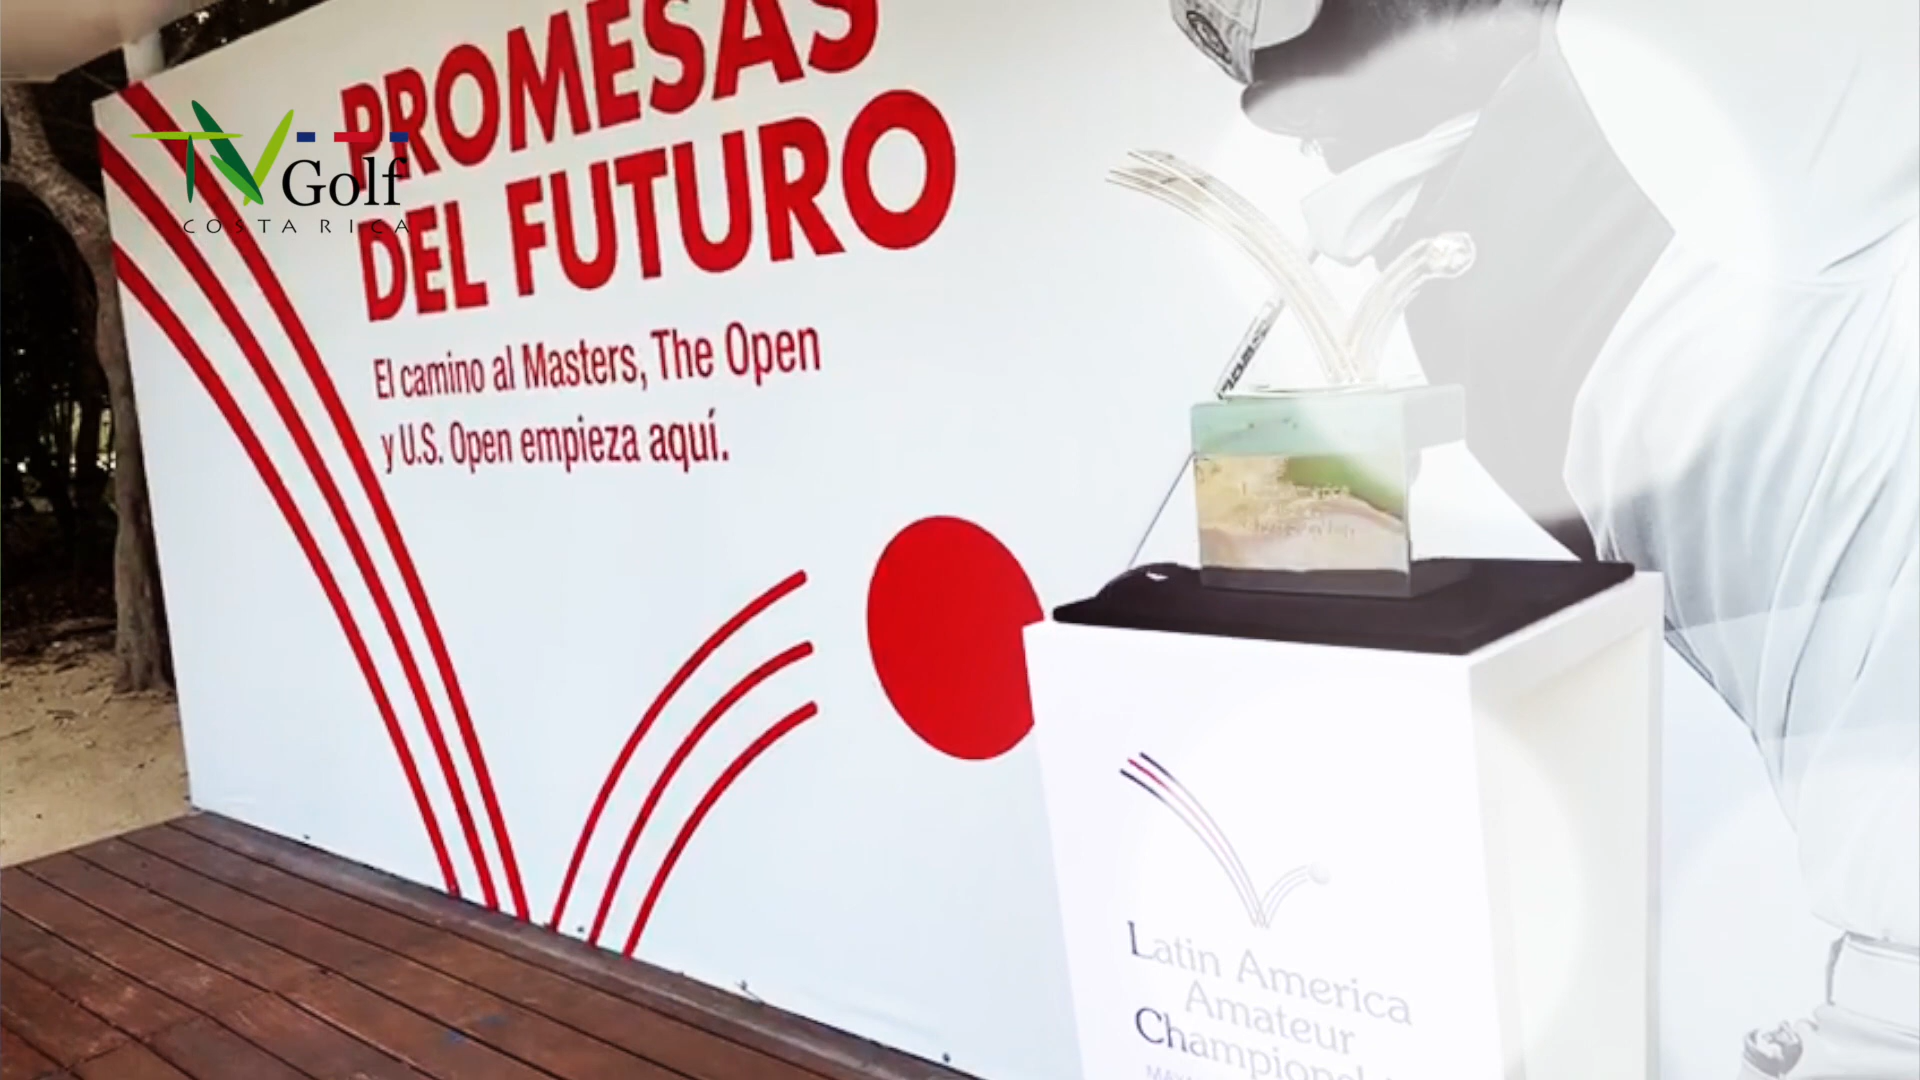 PROMESAS
DEL FUTURO
TV Golf
COSTA RICA
El camino al Masters, The Open
y U.S. Open empieza aquí.
Latin America
Amateur